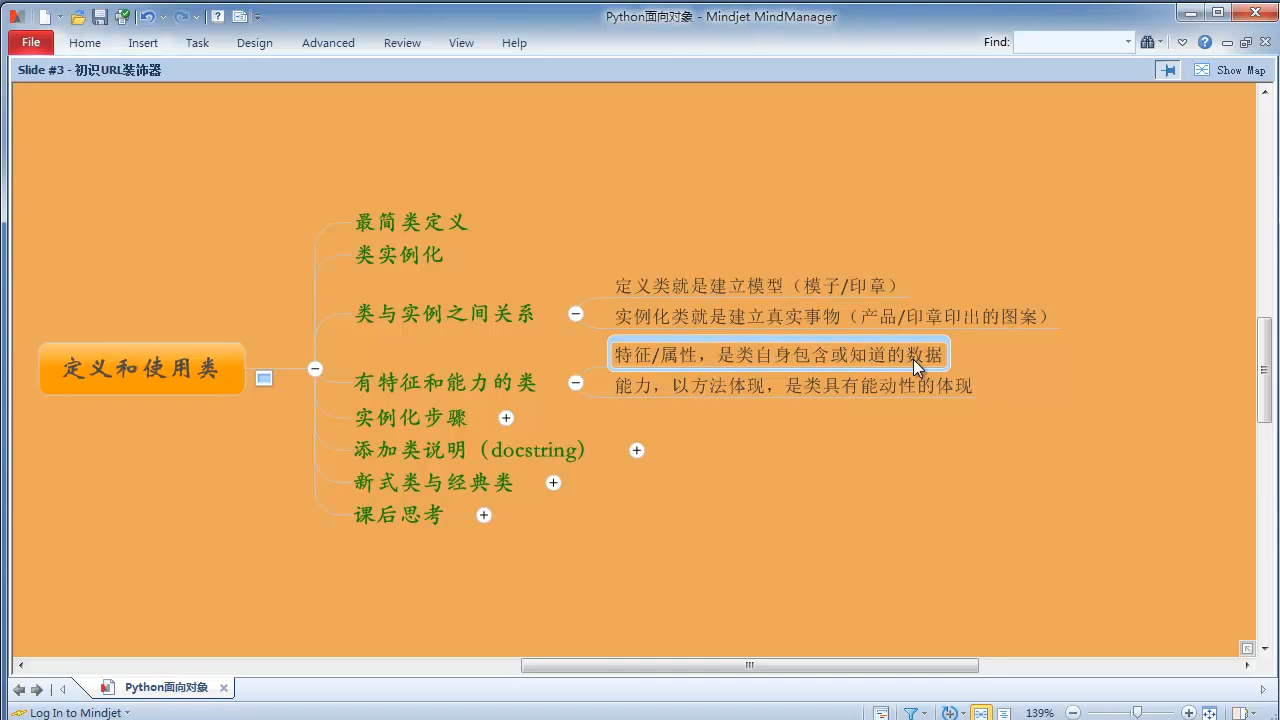 Python面向对象 - Mindjet MindManager
File Home Insert Task Design Advanced Review View Help Find:
Slide #3 - 初识URL装饰器 Show Map
最简类定义
类实例化
定义类就是建立模型（模子/印章）
类与实例之间关系
实例化类就是建立真实事物（产品/印章印出的图案）
特征/属性，是类自身包含或知道的数据
定义和使用类
有特征和能力的类
能力，以方法体现，是类具有能动性的体现
实例化步骤
添加类说明（docstring）
新式类与经典类
课后思考
Python面向对象
Log In to Mindjet 139%